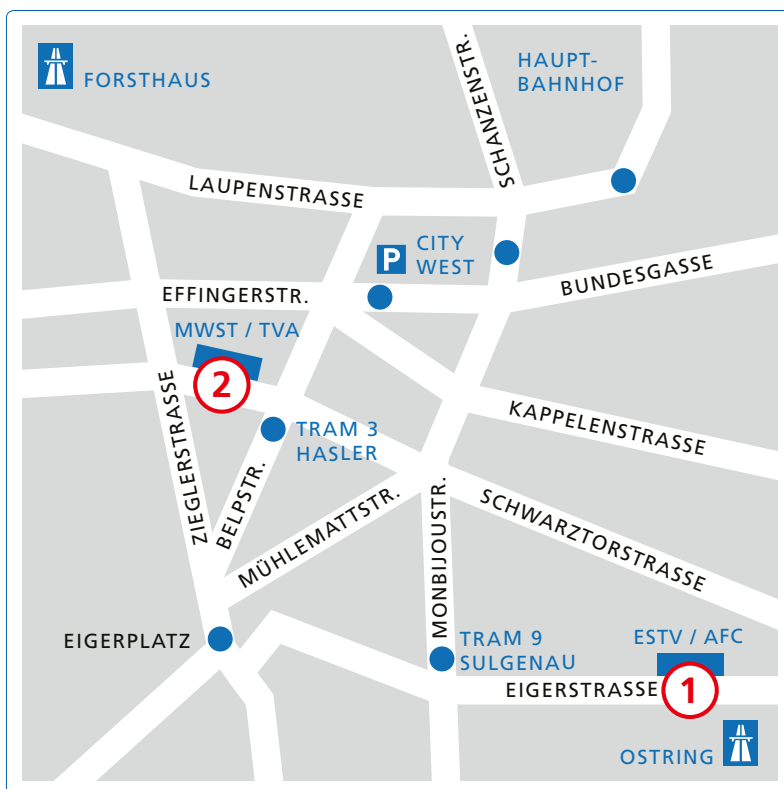 FORSTHAUS
HAUPT-
BAHNHOF
SCHANZENSTR.
LAUPENSTRASSE
P
CITY
WEST
BUNDESGASSE
EFFINGERSTR.
MWST / TVA
2
ZIEGLERSTRASSE
TRAM 3
HASLER
KAPPELENSTRASSE
BELPSTR.
MÜHLEMATTSTR.
MONBIJOUSTR.
SCHWARZTORSTRASSE
EIGERPLATZ
TRAM 9
SULGENAU
ESTV / AFC
EIGERSTRASSE
1
OSTRING